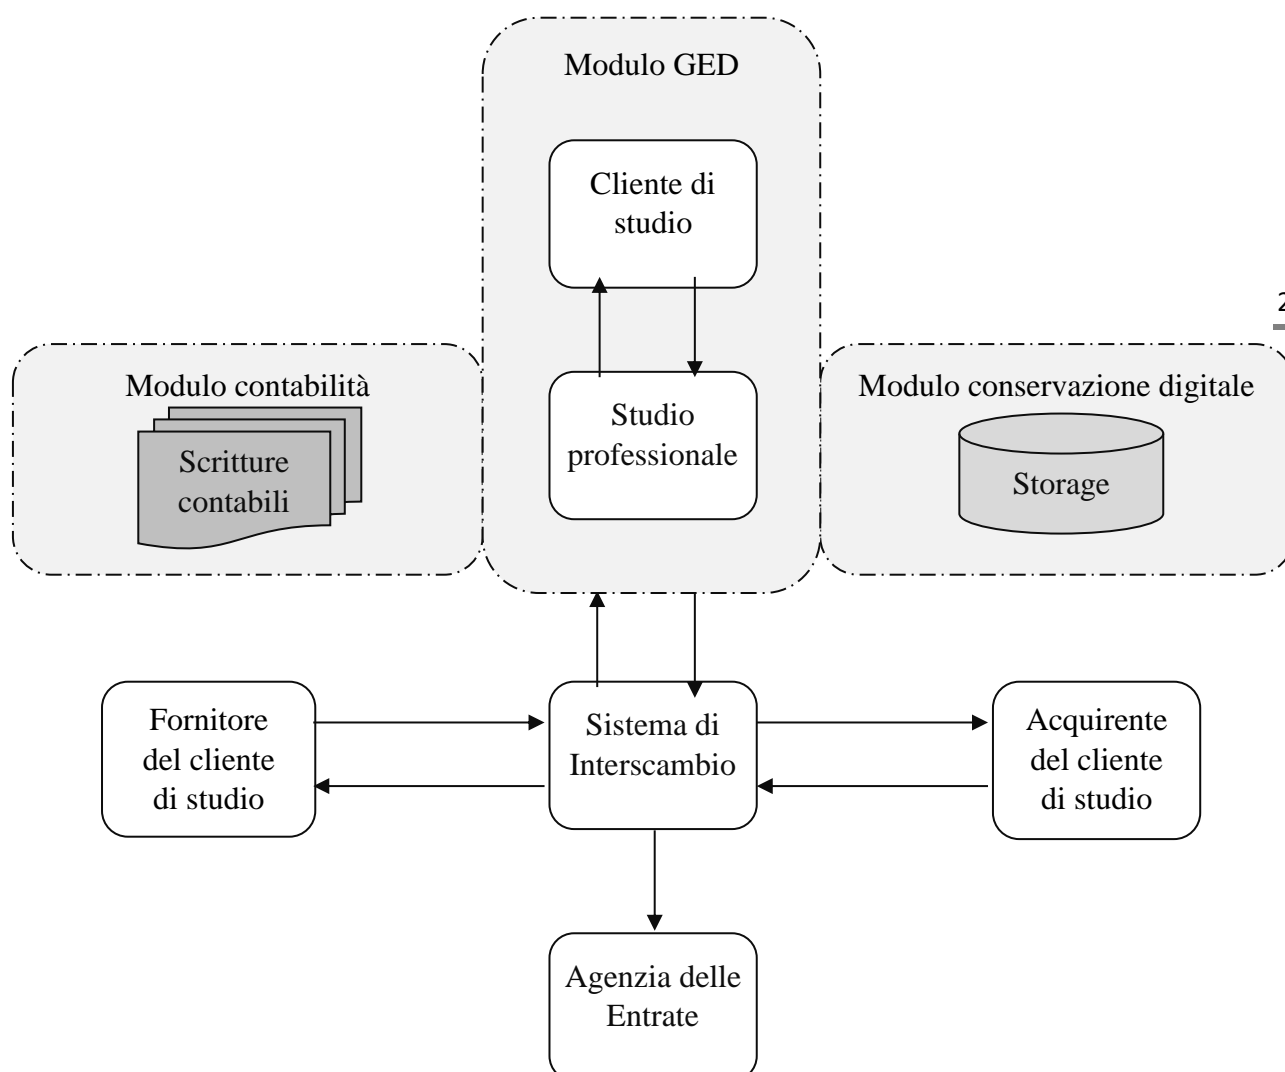 Modulo GED
Cliente di
studio
2
Modulo contabilità
Scritture
contabili
Studio
professionale
Modulo conservazione digitale
Storage
Fornitore
del cliente
di studio
Sistema di
Interscambio
Acquirente
del cliente
di studio
Agenzia delle
Entrate